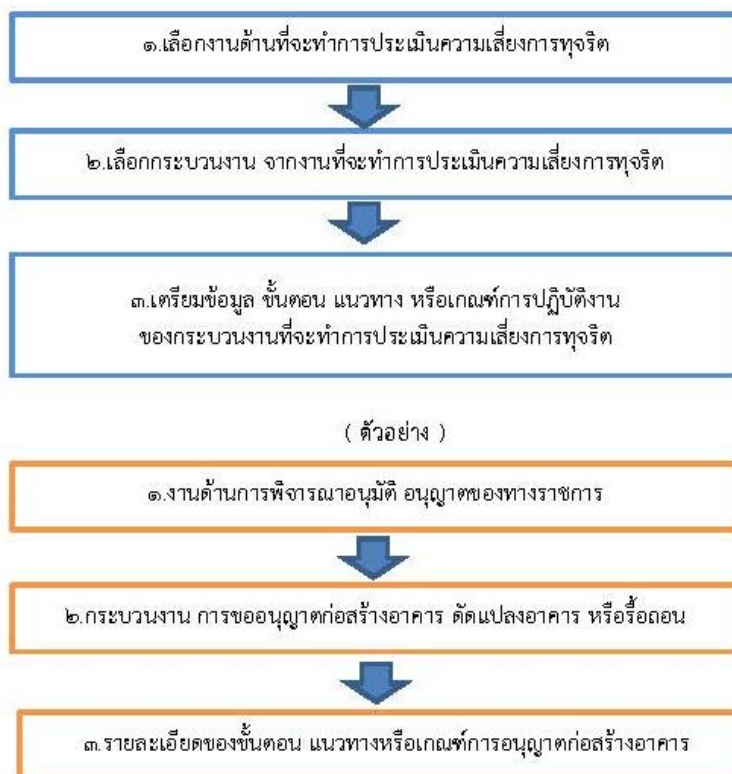 ๑.เลือกงานด้านที่จะทำการประเมินความเสี่ยงการทุจริต
๒.เลือกกระบวนงาน จากงานที่จะทำการประเมินความเสี่ยงการทุจริต
๓.เตรียมข้อมูล ขั้นตอน แนวทาง หรือเกณฑ์การปฏิบัติงาน
ของกระบวนงานที่จะทำการประเมินความเสี่ยงการทุจริต
( ตัวอย่าง )
๑.งานด้านการพิจารณาอนุมัติ อนุญาตของทางราชการ
๒.กระบวนงาน การขออนุญาตก่อสร้างอาคาร ดัดแปลงอาคาร หรือรื้อถอน
๓.รายละเอียดของขั้นตอน แนวทางหรือเกณฑ์การอนุญาตก่อสร้างอาคาร